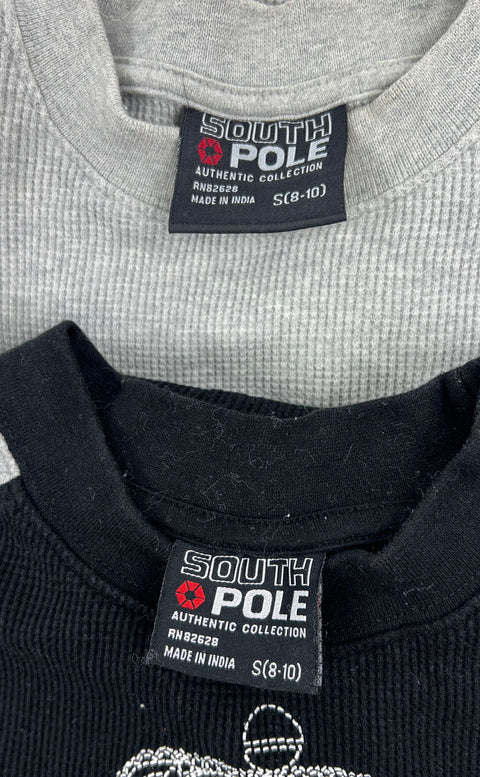 SOUTH
POLE
AUTHENTIC COLLECTION
RN82628
MADE IN INDIA S(8-10)
SOUTH
POLE
AUTHENTIC COLLECTION
RN82628
MADE IN INDIA S(8-10)